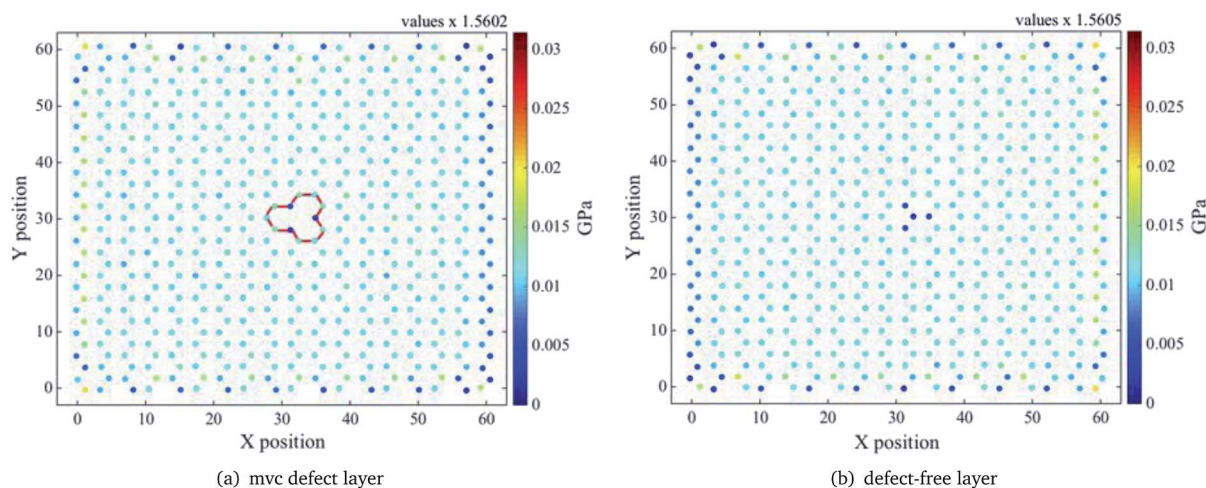 values x 1.5602
60
50
40
30
20
10
0
Y position
0 10 20 30 40 50 60
X position
0.03
0.025
0.02
0.015
0.01
0.005
0
GPa
(a) mvc defect layer
values x 1.5605
60
50
40
30
20
10
0
Y position
0 10 20 30 40 50 60
X position
0.03
0.025
0.02
0.015
0.01
0.005
0
GPa
(b) defect-free layer